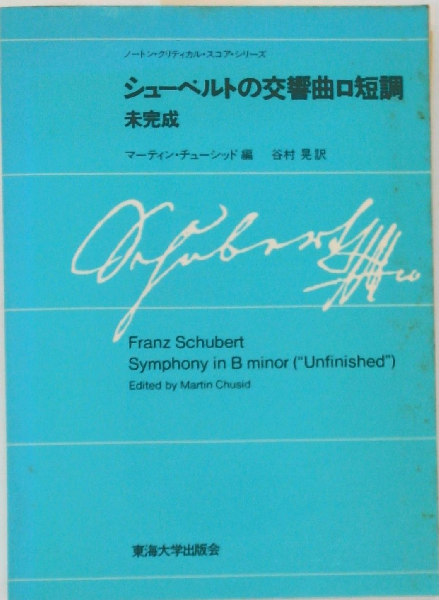 ノートン・クリティカル・スコア・シリーズ
シューベルトの交響曲ロ短調
未完成
マーティン・チューシッド 編　谷村 晃 訳
Schubert
Franz Schubert
Symphony in B minor ("Unfinished")
Edited by Martin Chusid
東海大学出版会